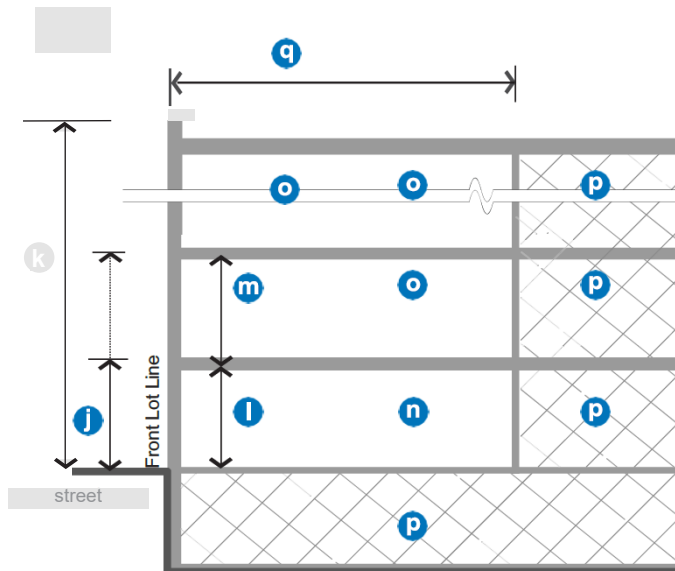 q
o o p
k
m o p
Front Lot Line
j l n p
street
p